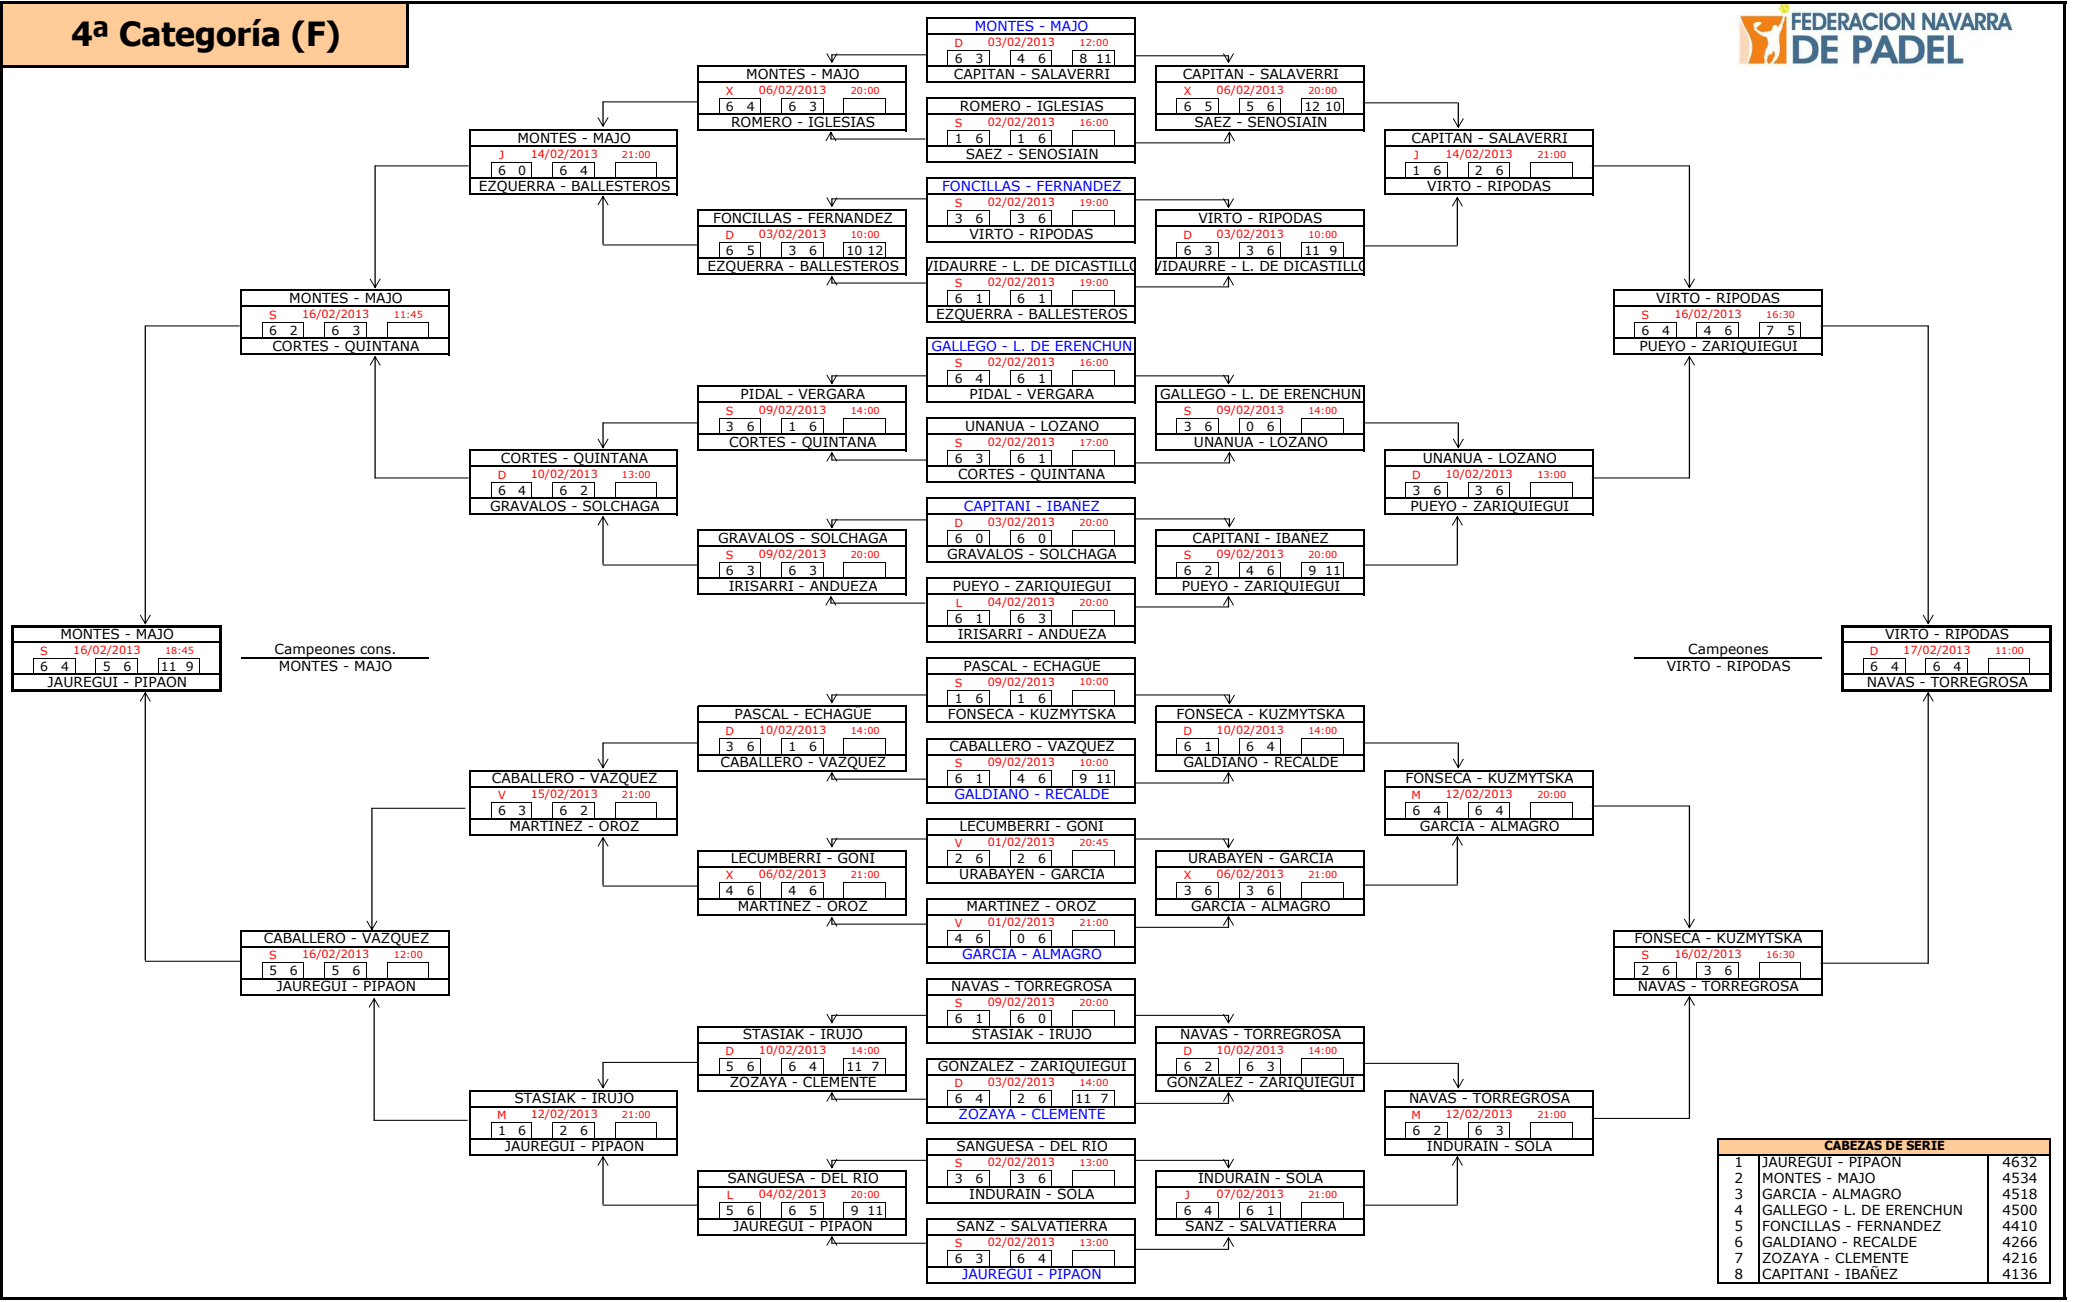 4ª Categoría (F)
FEDERACION NAVARRA
DE PADEL
MONTES - MAJO
S 16/02/2013 18:45
6 4 5 6 11 9
JAUREGUI - PIPAON
Campeones cons.
MONTES - MAJO
MONTES - MAJO
S 16/02/2013 11:45
6 2 6 3
CORTES - QUINTANA
CABALLERO - VAZQUEZ
S 16/02/2013 12:00
5 6 5 6
JAUREGUI - PIPAON
MONTES - MAJO
J 14/02/2013 21:00
6 0 6 4
EZQUERRA - BALLESTEROS
CORTES - QUINTANA
D 10/02/2013 13:00
6 4 6 2
GRAVALOS - SOLCHAGA
CABALLERO - VAZQUEZ
V 15/02/2013 21:00
6 3 6 2
MARTINEZ - OROZ
STASIAK - IRUJO
M 12/02/2013 21:00
1 6 2 6
JAUREGUI - PIPAON
MONTES - MAJO
X 06/02/2013 20:00
6 4 6 3
ROMERO - IGLESIAS
FONCILLAS - FERNANDEZ
D 03/02/2013 10:00
6 5 3 6 10 12
EZQUERRA - BALLESTEROS
PIDAL - VERGARA
S 09/02/2013 14:00
3 6 1 6
CORTES - QUINTANA
GRAVALOS - SOLCHAGA
S 09/02/2013 20:00
6 3 6 3
IRISARRI - ANDUEZA
PASCAL - ECHAGÜE
D 10/02/2013 14:00
3 6 1 6
CABALLERO - VAZQUEZ
LECUMBERRI - GOÑI
X 06/02/2013 21:00
4 6 4 6
MARTINEZ - OROZ
STASIAK - IRUJO
D 10/02/2013 14:00
5 6 6 4 11 7
ZOZAYA - CLEMENTE
SANGUESA - DEL RIO
L 04/02/2013 20:00
5 6 6 5 9 11
JAUREGUI - PIPAON
MONTES - MAJO
D 03/02/2013 12:00
6 3 4 6 8 11
CAPITAN - SALAVERRI
ROMERO - IGLESIAS
S 02/02/2013 16:00
1 6 1 6
SAEZ - SENOSIAIN
FONCILLAS - FERNANDEZ
S 02/02/2013 19:00
3 6 3 6
VIRTO - RIPODAS
VIDAURRE - L. DE DICASTILLO
S 02/02/2013 19:00
6 1 6 1
EZQUERRA - BALLESTEROS
GALLEGO - L. DE ERENCHUN
S 02/02/2013 16:00
6 4 6 1
PIDAL - VERGARA
UNANUA - LOZANO
S 02/02/2013 17:00
6 3 6 1
CORTES - QUINTANA
CAPITANI - IBAÑEZ
D 03/02/2013 20:00
6 0 6 0
GRAVALOS - SOLCHAGA
PUEYO - ZARIQUIEGUI
L 04/02/2013 20:00
6 1 6 3
IRISARRI - ANDUEZA
PASCAL - ECHAGÜE
S 09/02/2013 10:00
1 6 1 6
FONSECA - KUZMYTSKA
CABALLERO - VAZQUEZ
S 09/02/2013 10:00
6 1 4 6 9 11
GALDIANO - RECALDE
LECUMBERRI - GOÑI
V 01/02/2013 20:45
2 6 2 6
URABAYEN - GARCIA
MARTINEZ - OROZ
V 01/02/2013 21:00
4 6 0 6
GARCIA - ALMAGRO
NAVAS - TORREGROSA
S 09/02/2013 20:00
6 1 6 0
STASIAK - IRUJO
GONZALEZ - ZARIQUIEGUI
D 03/02/2013 14:00
6 4 2 6 11 7
ZOZAYA - CLEMENTE
SANGUESA - DEL RIO
S 02/02/2013 13:00
3 6 3 6
INDURAIN - SOLA
SANZ - SALVATIERRA
S 02/02/2013 13:00
6 3 6 4
JAUREGUI - PIPAON
CAPITAN - SALAVERRI
X 06/02/2013 20:00
6 5 5 6 12 10
SAEZ - SENOSIAIN
VIRTO - RIPODAS
D 03/02/2013 10:00
6 3 3 6 11 9
VIDAURRE - L. DE DICASTILLO
GALLEGO - L. DE ERENCHUN
S 09/02/2013 14:00
3 6 0 6
UNANUA - LOZANO
CAPITANI - IBAÑEZ
S 09/02/2013 20:00
6 2 4 6 9 11
PUEYO - ZARIQUIEGUI
FONSECA - KUZMYTSKA
D 10/02/2013 14:00
6 1 6 4
GALDIANO - RECALDE
URABAYEN - GARCIA
X 06/02/2013 21:00
3 6 3 6
GARCIA - ALMAGRO
NAVAS - TORREGROSA
D 10/02/2013 14:00
6 2 6 3
GONZALEZ - ZARIQUIEGUI
INDURAIN - SOLA
J 07/02/2013 21:00
6 4 6 1
SANZ - SALVATIERRA
CAPITAN - SALAVERRI
J 14/02/2013 21:00
1 6 2 6
VIRTO - RIPODAS
UNANUA - LOZANO
D 10/02/2013 13:00
3 6 3 6
PUEYO - ZARIQUIEGUI
FONSECA - KUZMYTSKA
M 12/02/2013 20:00
6 4 6 4
GARCIA - ALMAGRO
NAVAS - TORREGROSA
M 12/02/2013 21:00
6 2 6 3
INDURAIN - SOLA
VIRTO - RIPODAS
S 16/02/2013 16:30
6 4 4 6 7 5
PUEYO - ZARIQUIEGUI
FONSECA - KUZMYTSKA
S 16/02/2013 16:30
2 6 3 6
NAVAS - TORREGROSA
Campeones
VIRTO - RIPODAS
VIRTO - RIPODAS
D 17/02/2013 11:00
6 4 6 4
NAVAS - TORREGROSA
CABEZAS DE SERIE
1 JAUREGUI - PIPAON 4632
2 MONTES - MAJO 4534
3 GARCIA - ALMAGRO 4518
4 GALLEGO - L. DE ERENCHUN 4500
5 FONCILLAS - FERNANDEZ 4410
6 GALDIANO - RECALDE 4266
7 ZOZAYA - CLEMENTE 4216
8 CAPITANI - IBAÑEZ 4136